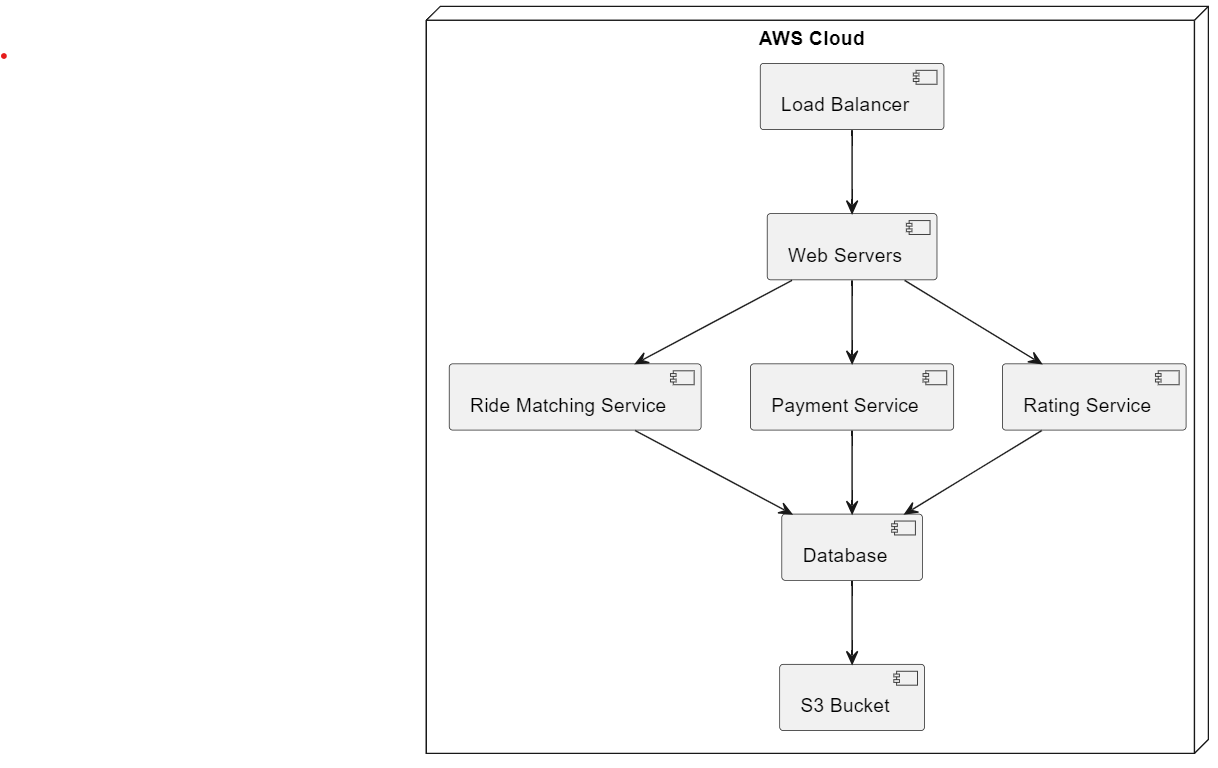 AWS Cloud
Load Balancer
Web Servers
Ride Matching Service
Payment Service
Rating Service
Database
S3 Bucket